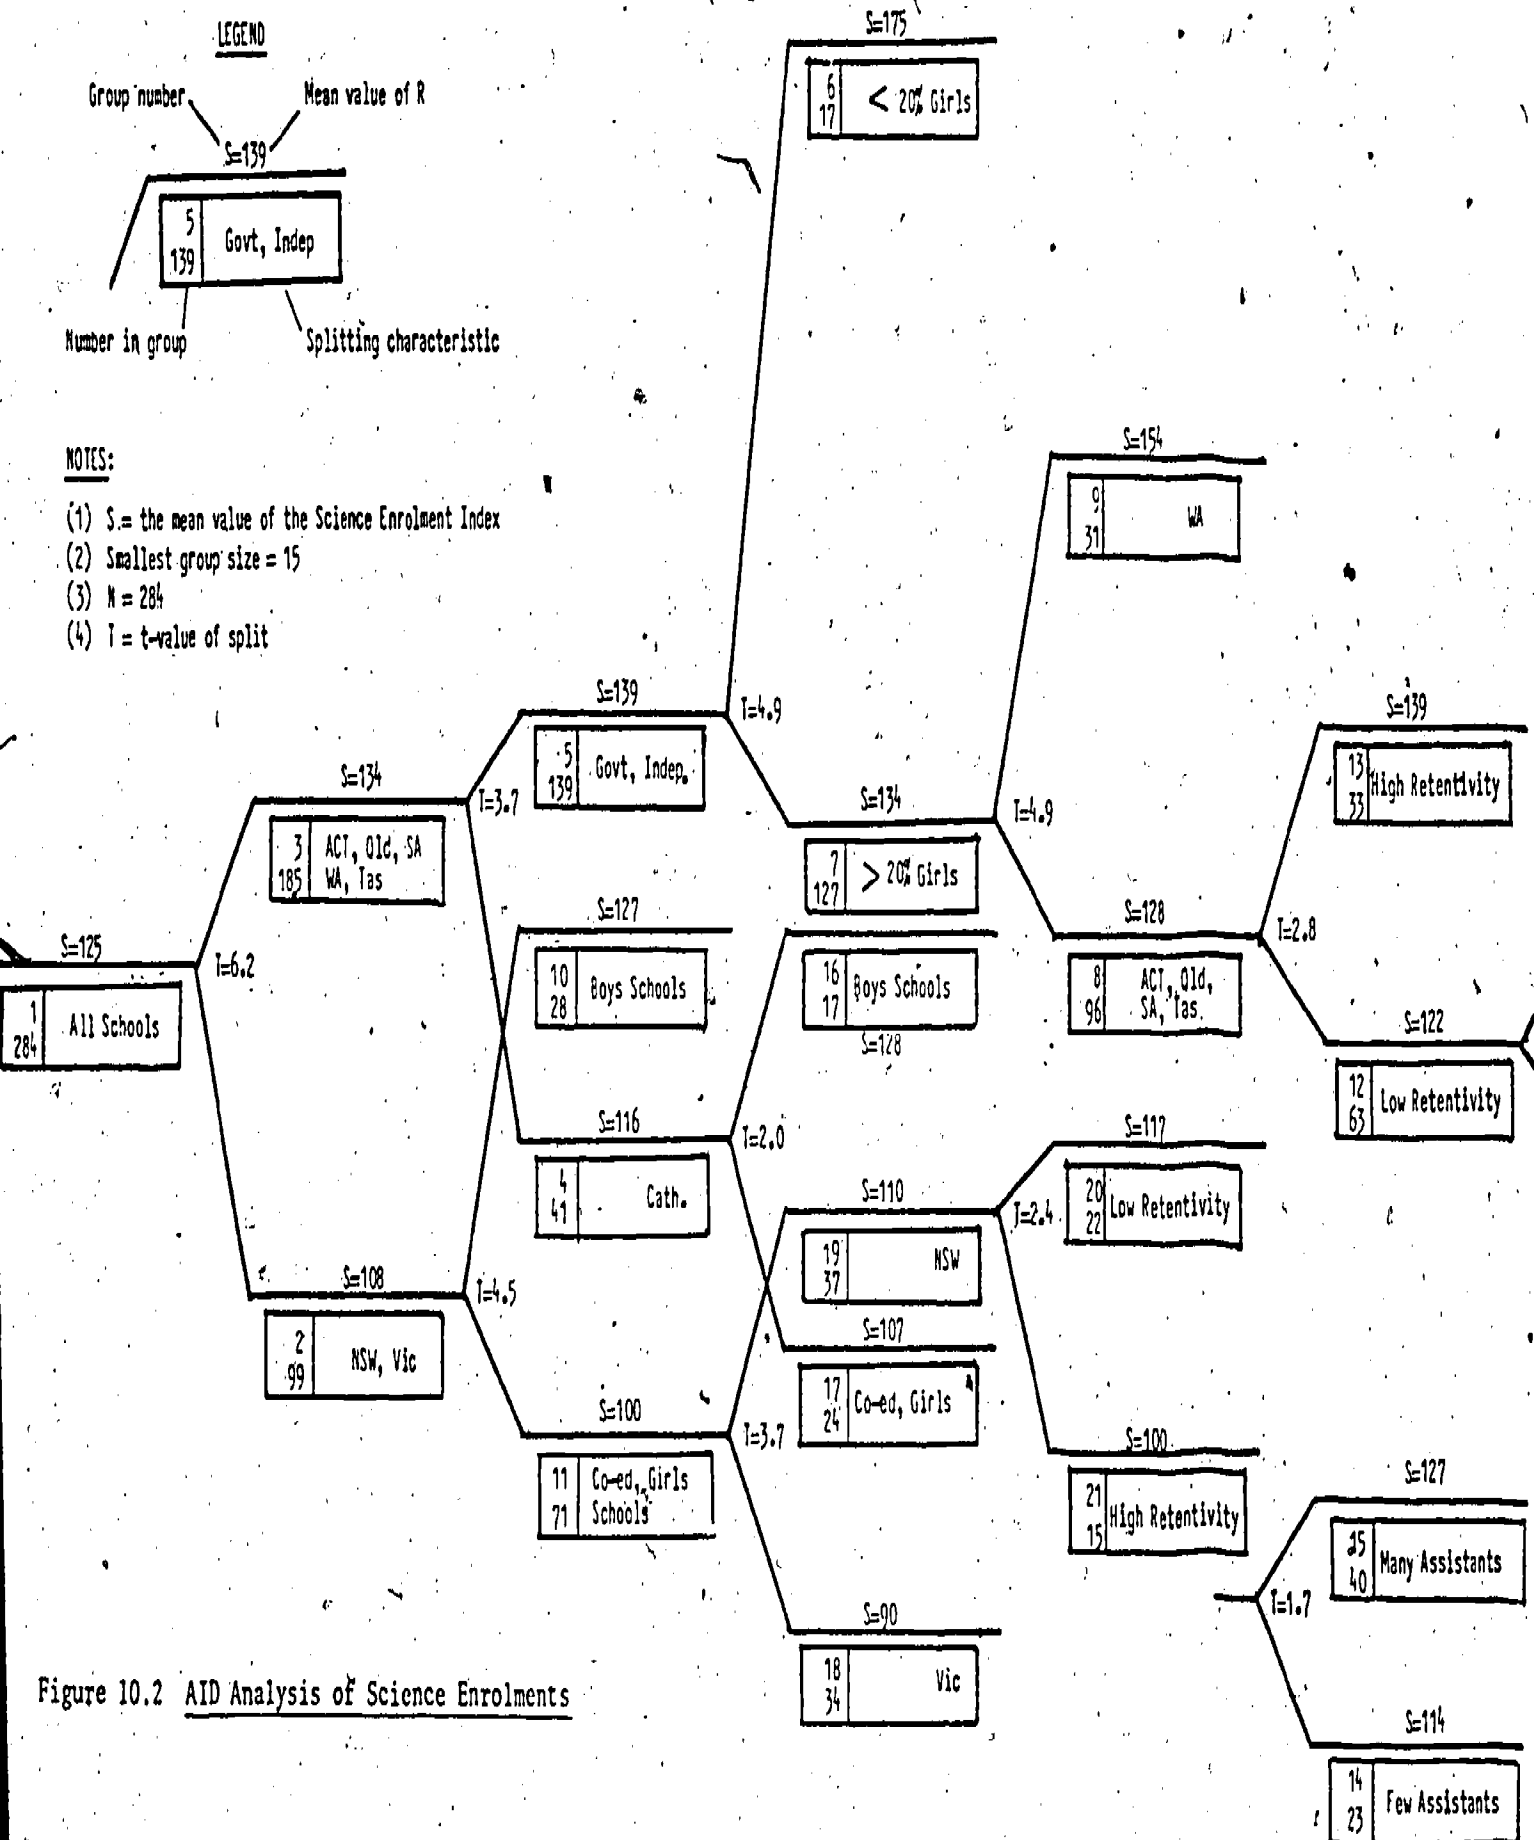 LEGEND
Group number
Mean value of R
S=139
5
139
Govt, Indep
Number in group
Splitting characteristic
NOTES:
(1) S = the mean value of the Science Enrolment Index
(2) Smallest group size = 15
(3) N = 284
(4) T = t-value of split
S=125
1
284
All Schools
T=6.2
S=134
3
185
ACT, Qld, SA
WA, Tas
T=3.7
S=108
2
99
NSW, Vic
T=4.5
S=139
5
139
Govt, Indep.
T=4.9
S=127
10
28
Boys Schools
S=116
4
41
Cath.
T=2.0
S=100
11
71
Co-ed, Girls
Schools
T=3.7
S=175
6
17
< 20% Girls
S=134
7
127
> 20% Girls
T=4.9
16
17
Boys Schools
S=128
S=110
19
37
NSW
T=2.4
S=107
17
24
Co-ed, Girls
S=90
18
34
Vic
S=154
9
31
WA
S=128
8
96
ACT, Qld,
SA, Tas.
T=2.8
S=117
20
22
Low Retentivity
S=100
21
15
High Retentivity
S=139
13
33
High Retentivity
S=122
12
63
Low Retentivity
T=1.7
S=127
15
40
Many Assistants
S=114
14
23
Few Assistants
Figure 10.2 AID Analysis of Science Enrolments